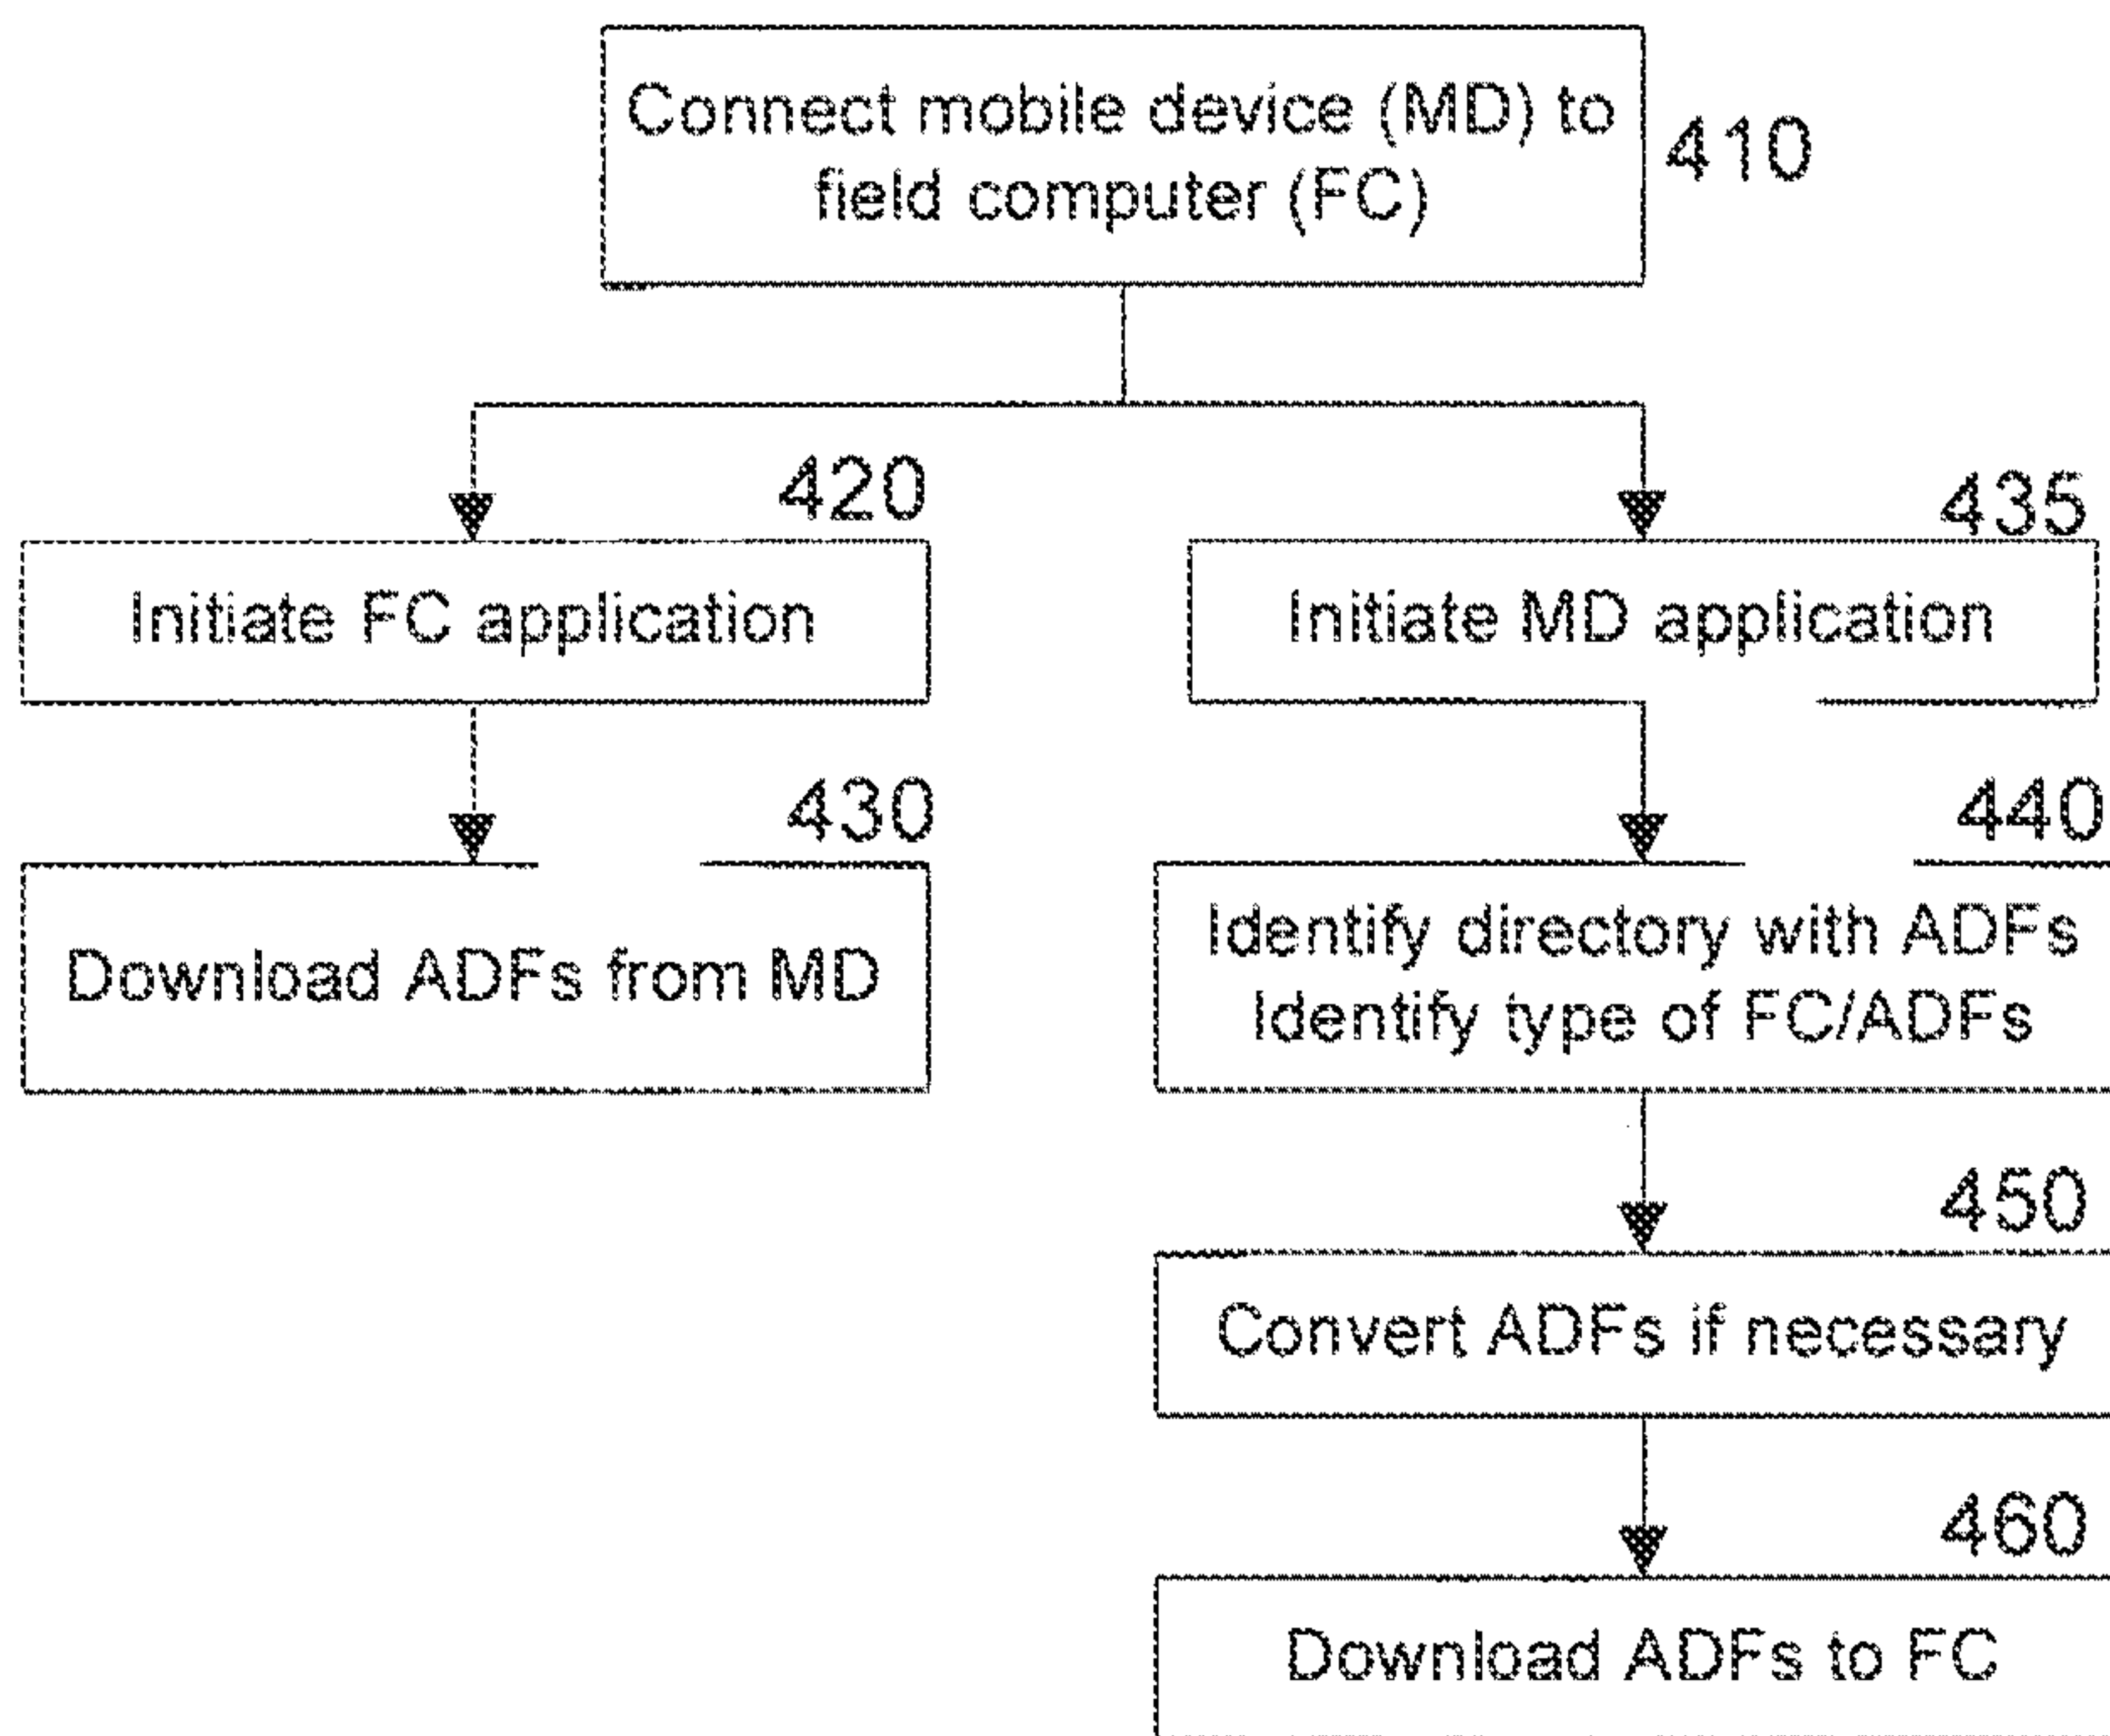 Connect mobile device (MD) to
field computer (FC)
410
420
435
Initiate FC application
Initiate MD application
430
440
Download ADFs from MD
Identify directory with ADFs
Identify type of FC/ADFs
450
Convert ADFs if necessary
460
Download ADFs to FC